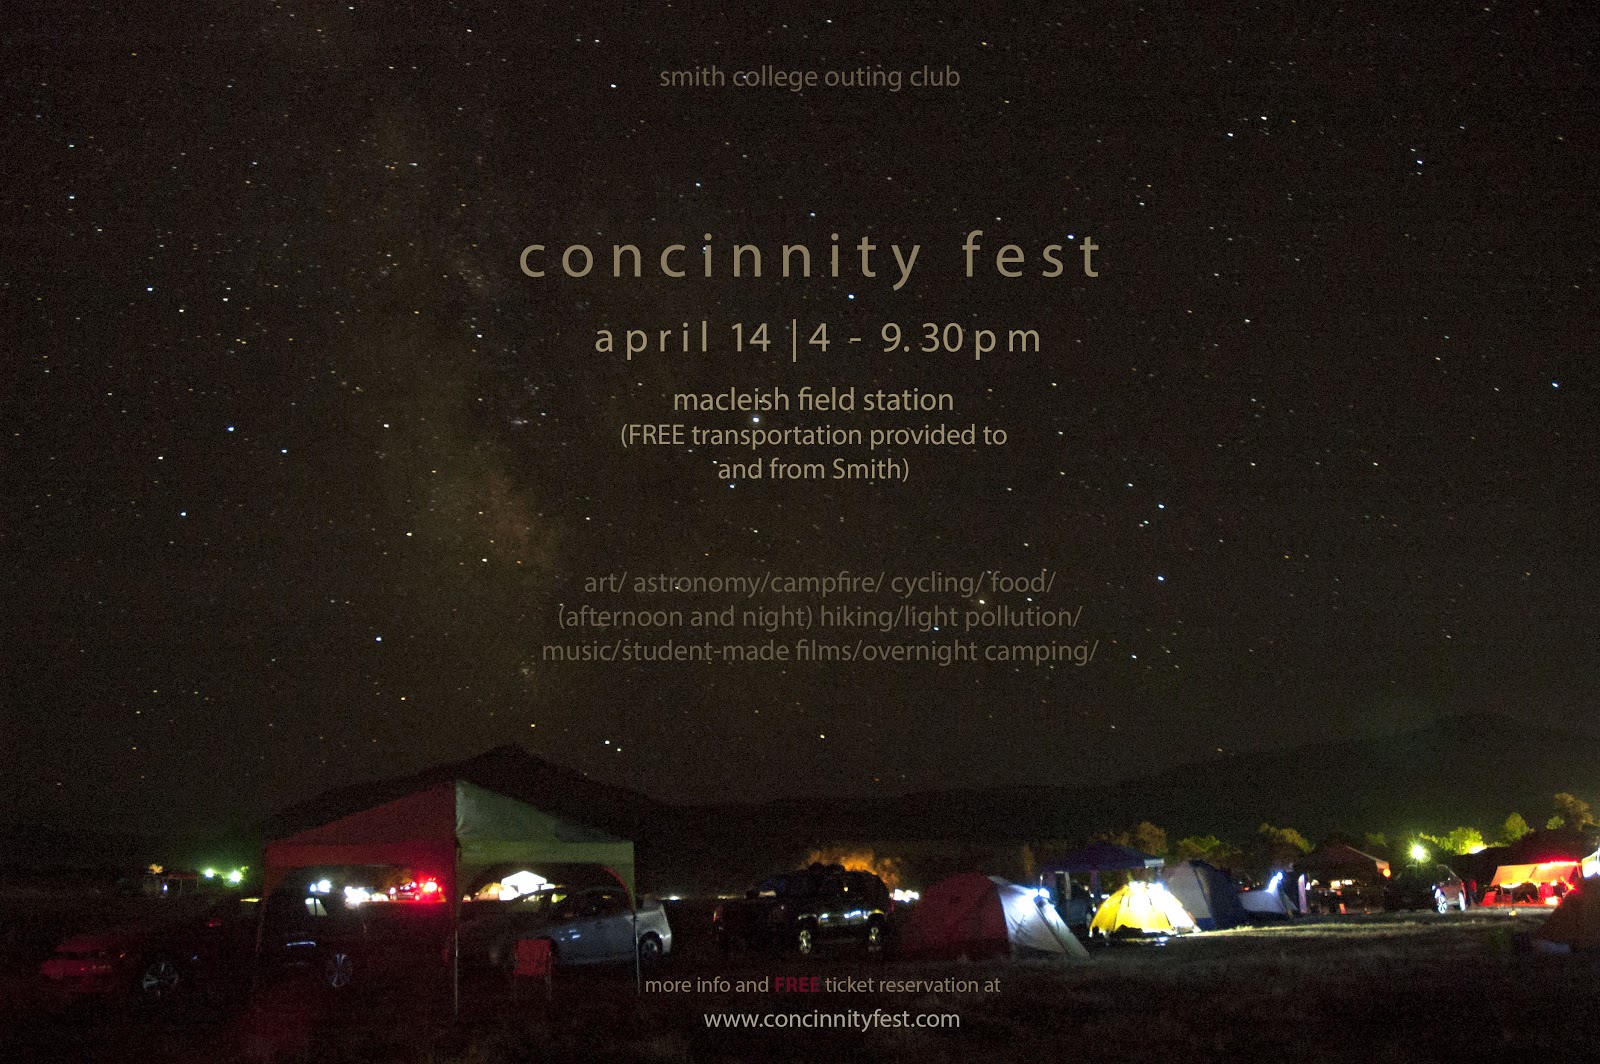 smith college outing club
concinnity fest
april 14 | 4 - 9.30pm
macleish field station
(FREE transportation provided to
and from Smith)
art/ astronomy/campfire/ cycling/ food/
(afternoon and night) hiking/light pollution/
music/student-made films/overnight camping/
more info and FREE ticket reservation at
www.concinnityfest.com